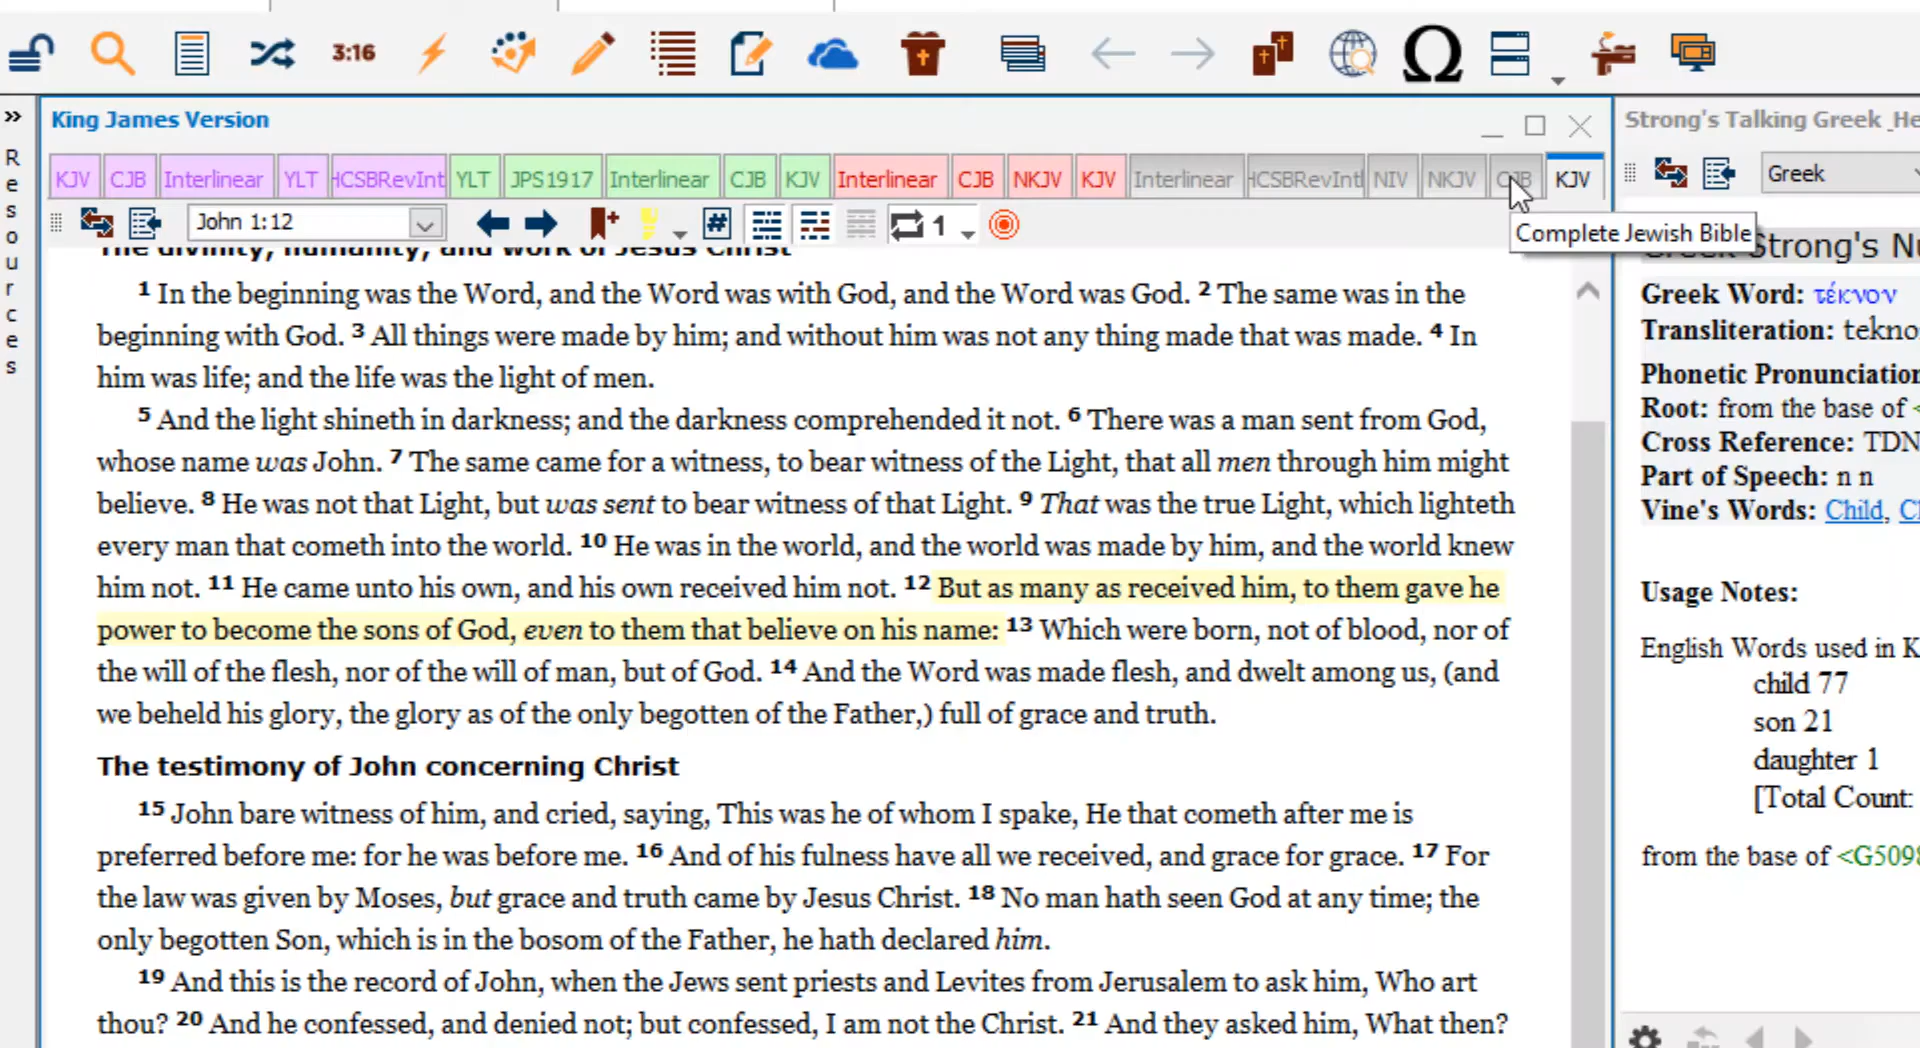 3:16
King James Version
Strong's Talking Greek
KJV CJB Interlinear YLT HCSBRevInt YLT JPS1917 Interlinear CJB KJV Interlinear CJB NKJV KJV Interlinear HCSBRevIntl NIV NKJV CJB KJV
John 1:12
1
Greek
Complete Jewish Bible
Resources
The divinity, humanity, and work of Jesus Christ
1 In the beginning was the Word, and the Word was with God, and the Word was God. 2 The same was in the
beginning with God. 3 All things were made by him; and without him was not any thing made that was made. 4 In
him was life; and the life was the light of men.
5 And the light shineth in darkness; and the darkness comprehended it not. 6 There was a man sent from God,
whose name was John. 7 The same came for a witness, to bear witness of the Light, that all men through him might
believe. 8 He was not that Light, but was sent to bear witness of that Light. 9 That was the true Light, which lighteth
every man that cometh into the world. 10 He was in the world, and the world was made by him, and the world knew
him not. 11 He came unto his own, and his own received him not. 12 But as many as received him, to them gave he
power to become the sons of God, even to them that believe on his name: 13 Which were born, not of blood, nor of
the will of the flesh, nor of the will of man, but of God. 14 And the Word was made flesh, and dwelt among us, (and
we beheld his glory, the glory as of the only begotten of the Father,) full of grace and truth.
The testimony of John concerning Christ
15 John bare witness of him, and cried, saying, This was he of whom I spake, He that cometh after me is
preferred before me: for he was before me. 16 And of his fulness have all we received, and grace for grace. 17 For
the law was given by Moses, but grace and truth came by Jesus Christ. 18 No man hath seen God at any time; the
only begotten Son, which is in the bosom of the Father, he hath declared him.
19 And this is the record of John, when the Jews sent priests and Levites from Jerusalem to ask him, Who art
thou? 20 And he confessed, and denied not; but confessed, I am not the Christ. 21 And they asked him, What then?
Strong's
Greek Word: τέκνον
Transliteration: tekno
Phonetic Pronunciation
Root: from the base of <
Cross Reference: TDN
Part of Speech: n n
Vine's Words: Child,
Usage Notes:
English Words used in K
child 77
son 21
daughter 1
[Total Count:
from the base of <G5098